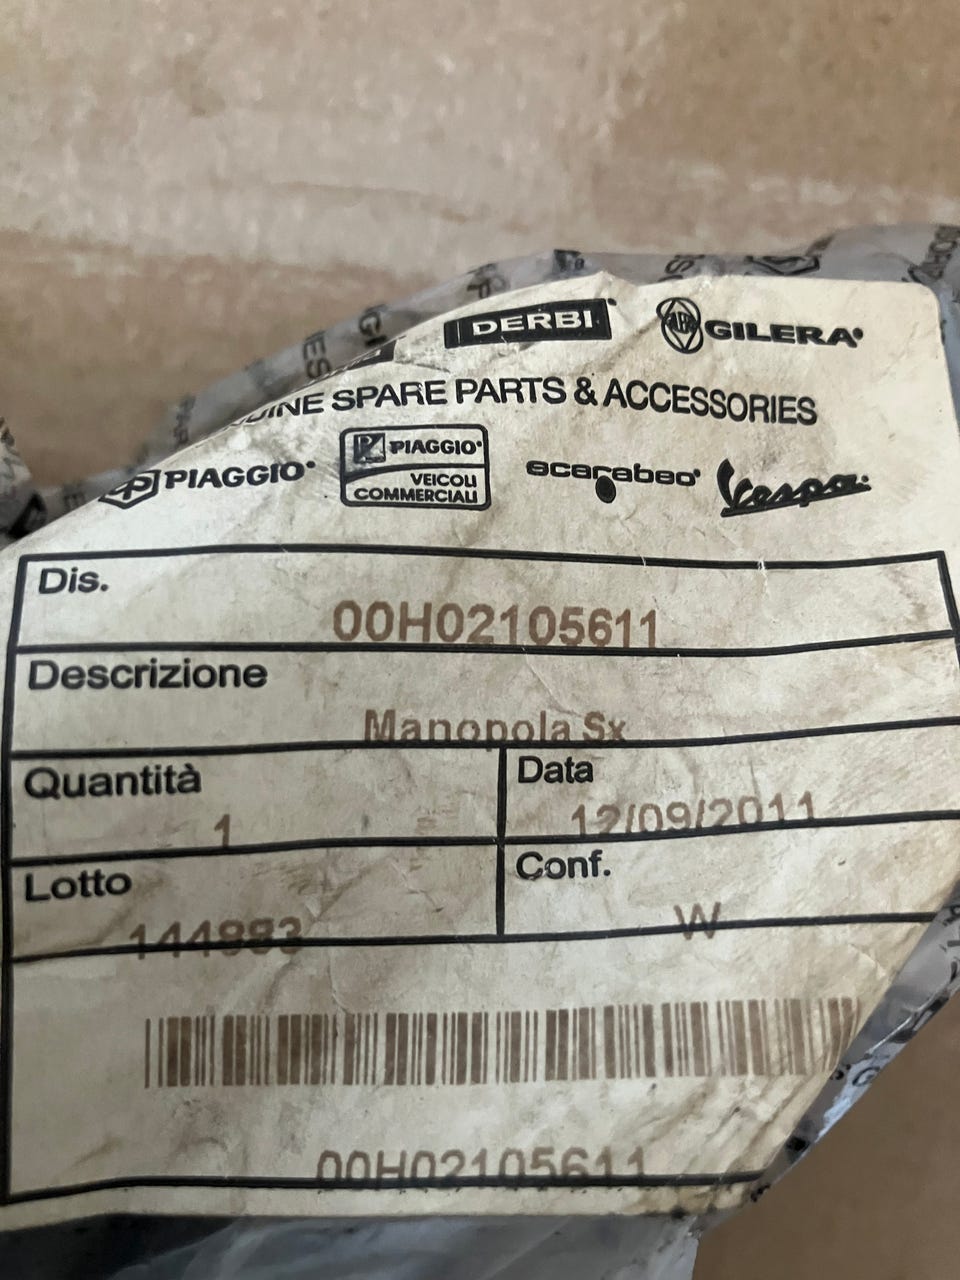 DERBI
GILERA
SPARE PARTS & ACCESSORIES
PIAGGIO
PIAGGIO
VEICOLI
COMMERCIALI
scarabeo
Vespa
Dis.
00H02105611
Descrizione
Manopola Sx
Quantità
1
Data
12/09/2011
Lotto
144983
Conf.
W
00H02105611